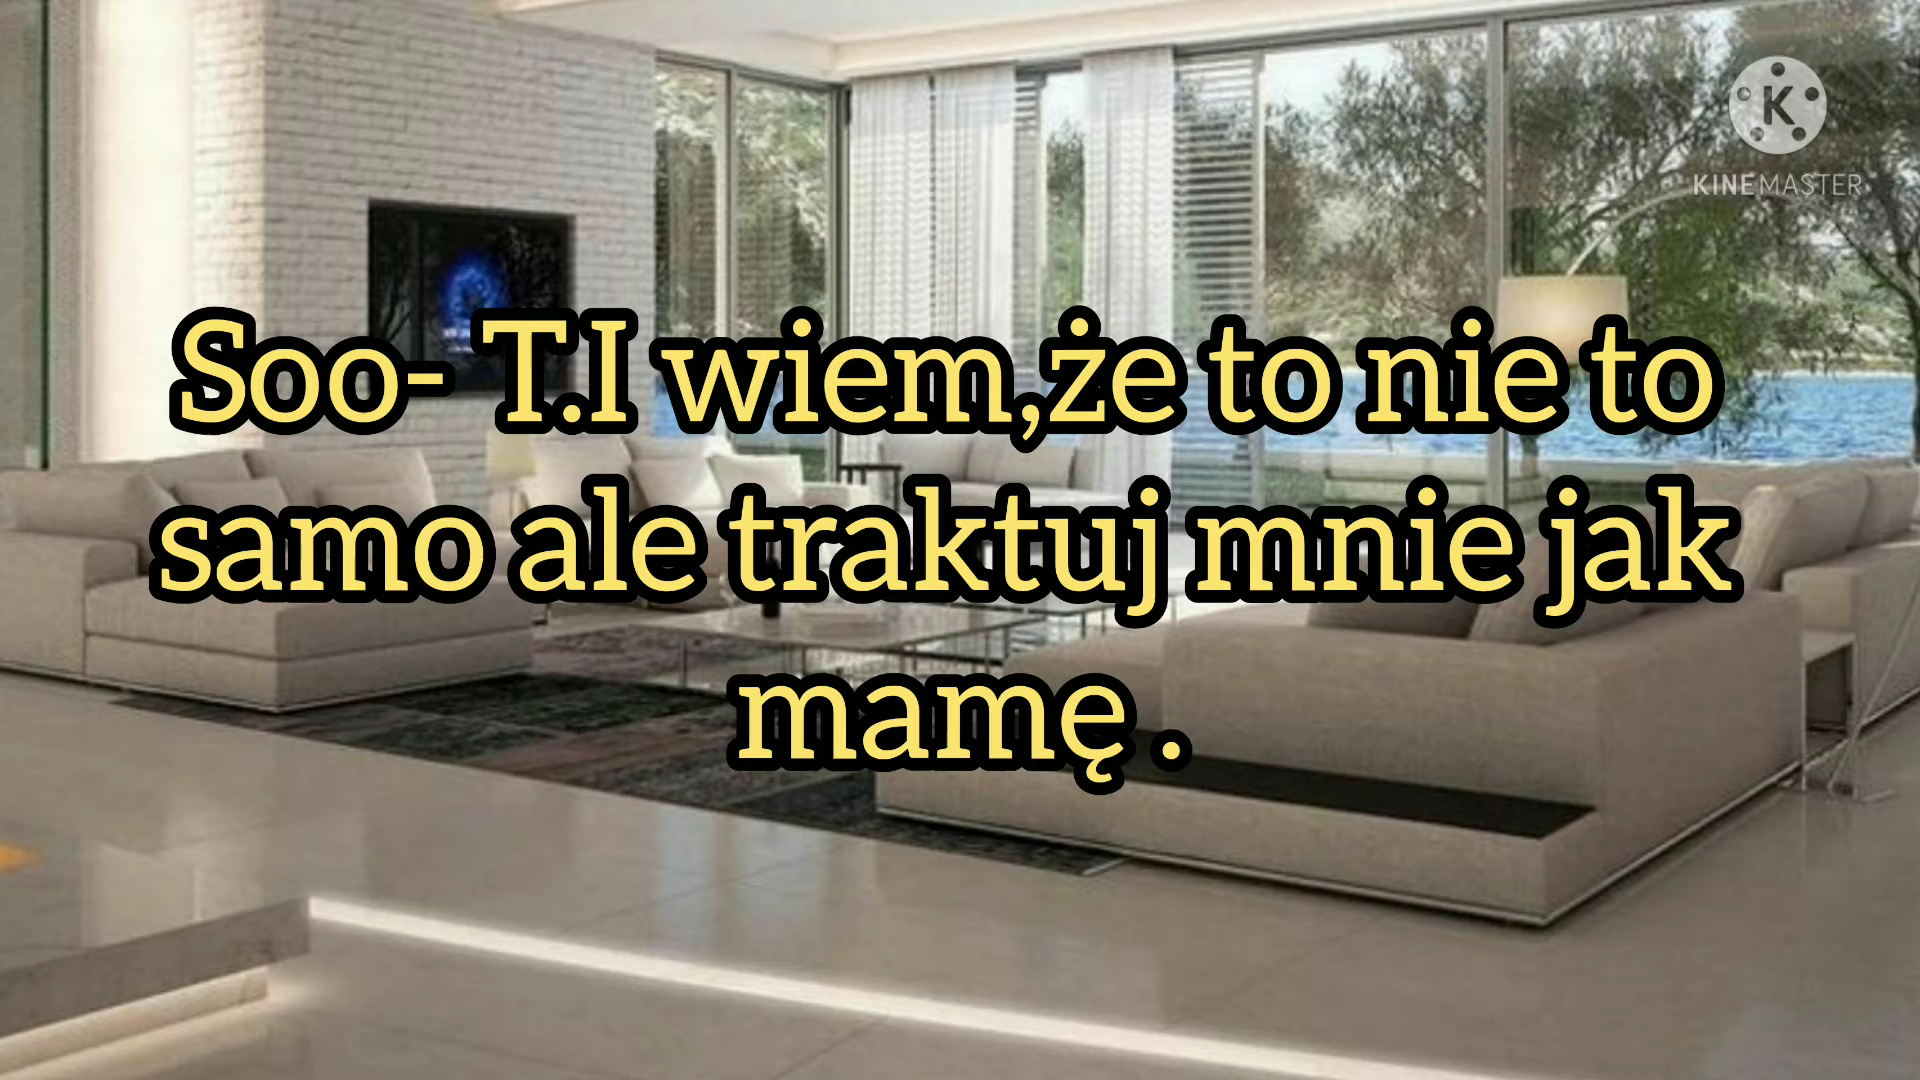 KINEMASTER
Soo- T.I wiem,że to nie to
samo ale traktuj mnie jak
mamę .